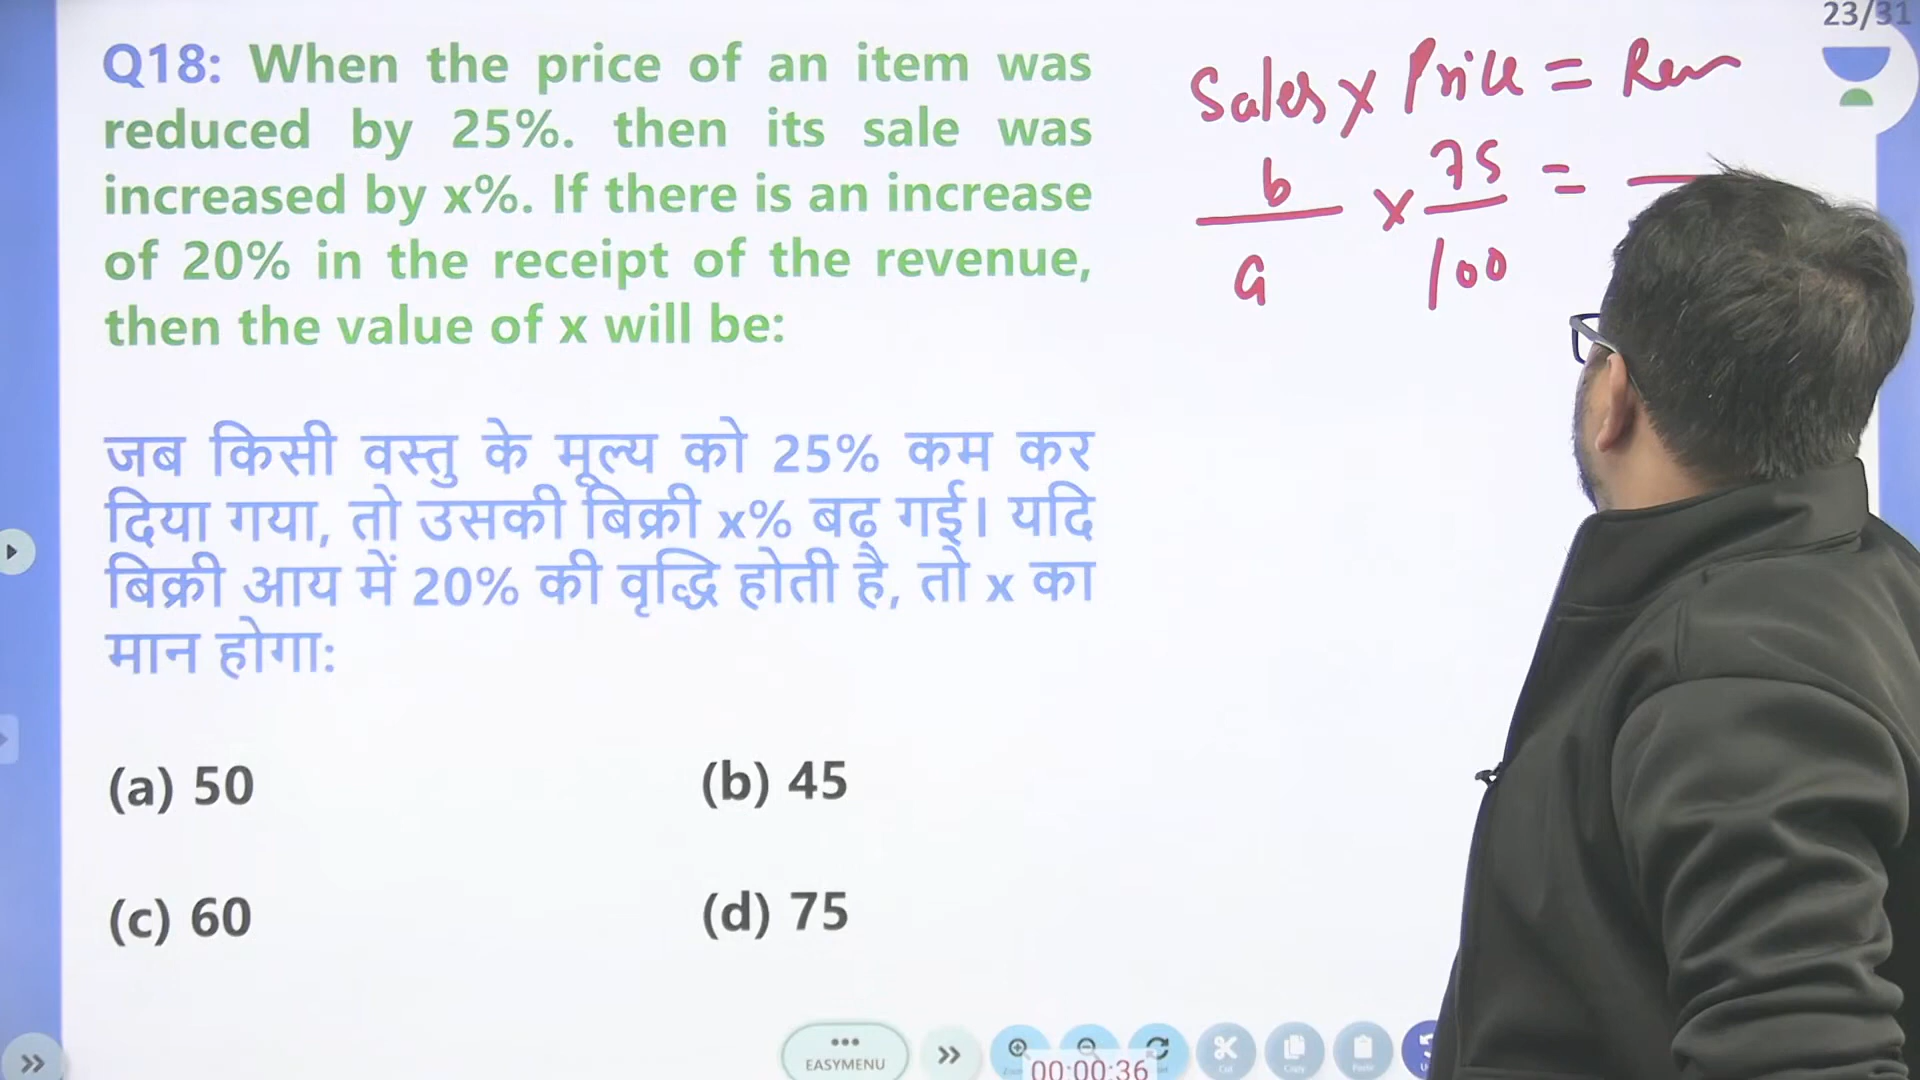 23/31
Q18: When the price of an item was
reduced by 25%. then its sale was
increased by x%. If there is an increase
of 20% in the receipt of the revenue,
then the value of x will be:
जब किसी वस्तु के मूल्य को 25% कम कर
दिया गया, तो उसकी बिक्री x% बढ़ गई। यदि
बिक्री आय में 20% की वृद्धि होती है, तो x का
मान होगा:
(a) 50
(b) 45
(c) 60
(d) 75
Sales x Price = Rev
b/a x 75/100 =
EASYMENU
Cut
Copy
Paste
00:00:36